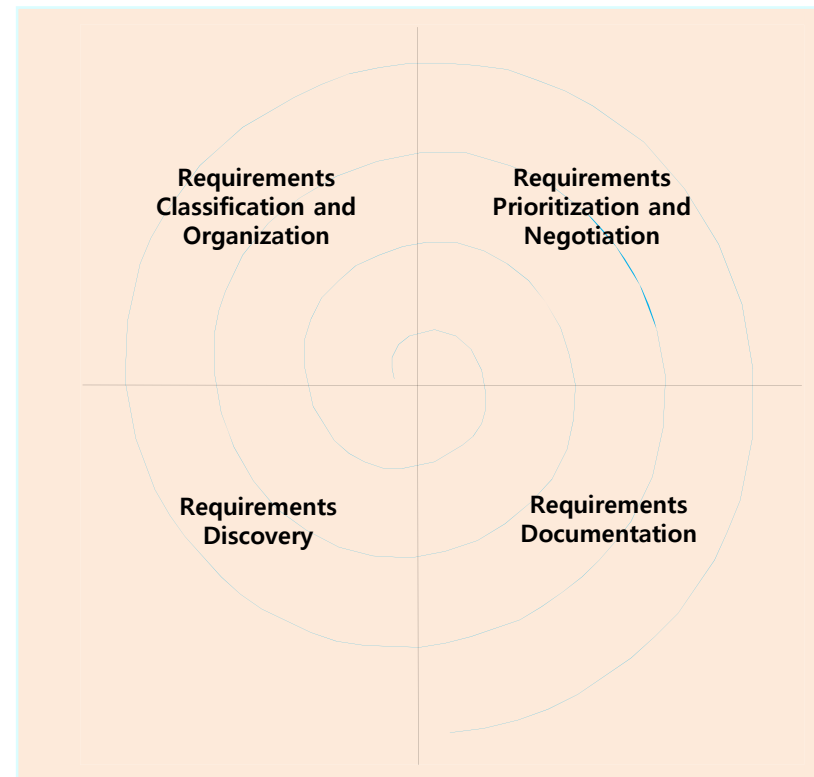 Requirements
Classification and
Organization
Requirements
Prioritization and
Negotiation
Requirements
Discovery
Requirements
Documentation